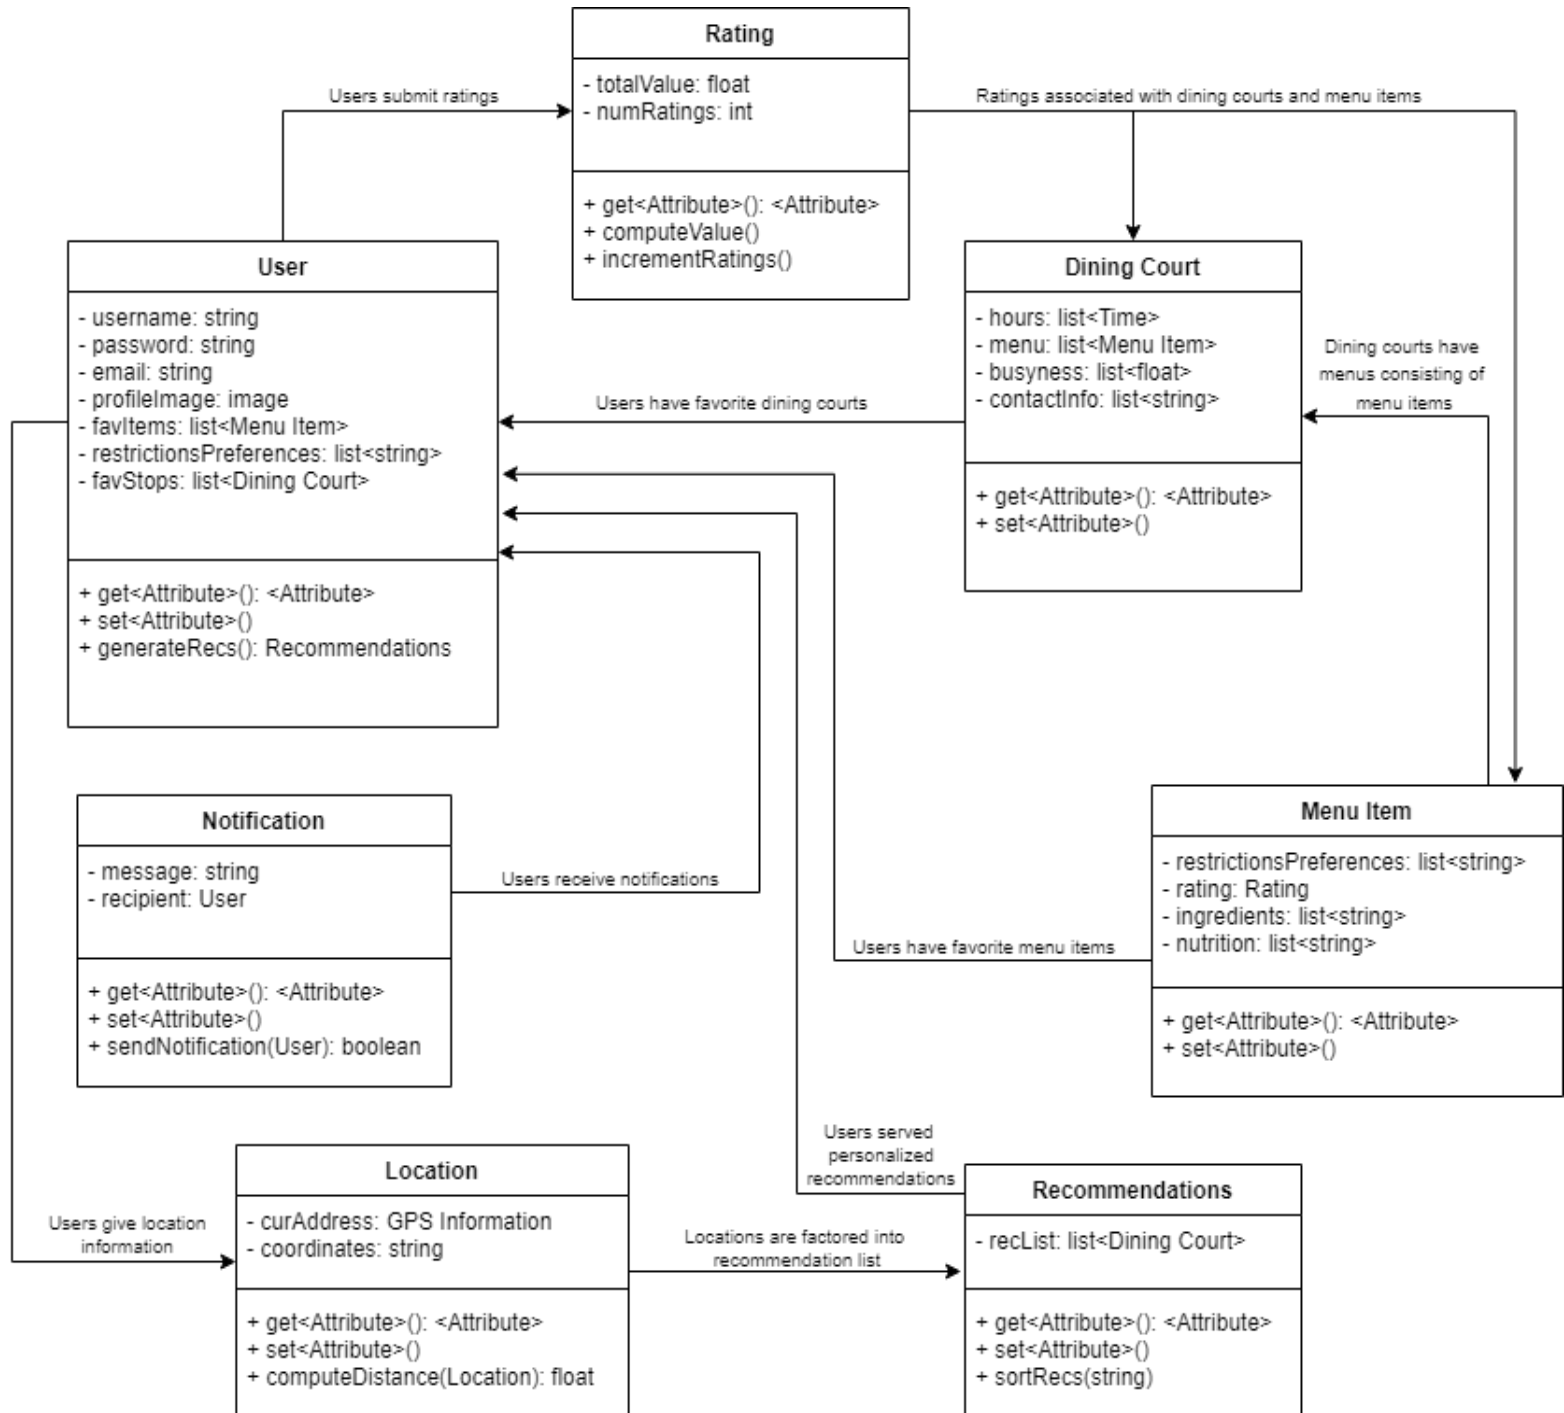 Rating
- totalValue: float
- numRatings: int
+ get<Attribute>(): <Attribute>
+ computeValue()
+ incrementRatings()
Users submit ratings
Ratings associated with dining courts and menu items
User
- username: string
- password: string
- email: string
- profileImage: image
- favItems: list<Menu Item>
- restrictionsPreferences: list<string>
- favStops: list<Dining Court>
+ get<Attribute>(): <Attribute>
+ set<Attribute>()
+ generateRecs(): Recommendations
Users have favorite dining courts
Dining Court
- hours: list<Time>
- menu: list<Menu Item>
- busyness: list<float>
- contactInfo: list<string>
+ get<Attribute>(): <Attribute>
+ set<Attribute>()
Dining courts have
menus consisting of
menu items
Notification
- message: string
- recipient: User
+ get<Attribute>(): <Attribute>
+ set<Attribute>()
+ sendNotification(User): boolean
Users receive notifications
Users have favorite menu items
Menu Item
- restrictionsPreferences: list<string>
- rating: Rating
- ingredients: list<string>
- nutrition: list<string>
+ get<Attribute>(): <Attribute>
+ set<Attribute>()
Users give location
information
Location
- curAddress: GPS Information
- coordinates: string
+ get<Attribute>(): <Attribute>
+ set<Attribute>()
+ computeDistance(Location): float
Locations are factored into
recommendation list
Users served
personalized
recommendations
Recommendations
- recList: list<Dining Court>
+ get<Attribute>(): <Attribute>
+ set<Attribute>()
+ sortRecs(string)